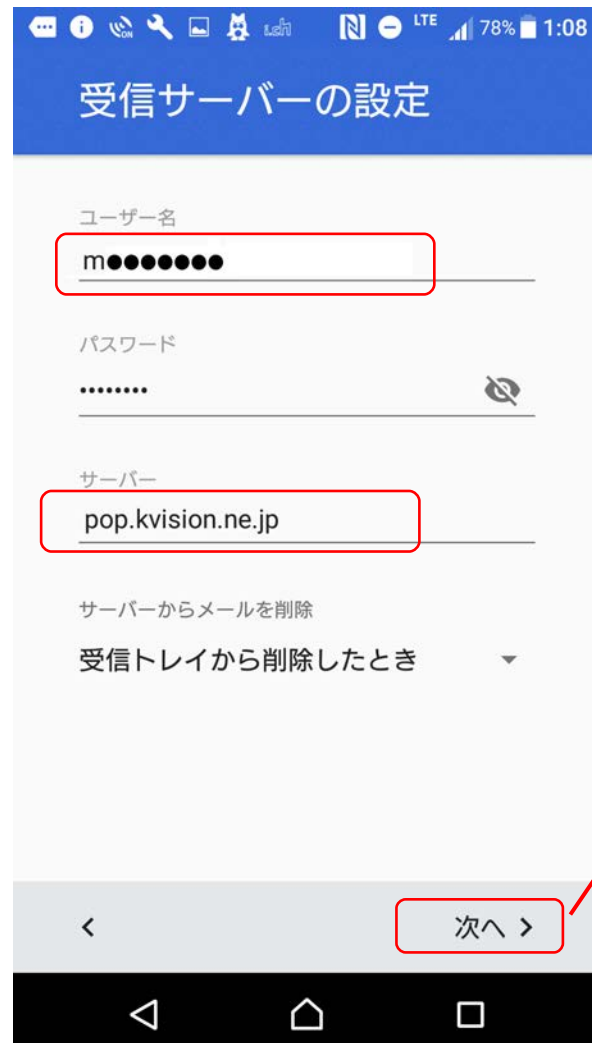 LTE 78% 1:08
受信サーバーの設定
ユーザー名
m●●●●●●●
パスワード
••••••••
サーバー
pop.kvision.ne.jp
サーバーからメールを削除
受信トレイから削除したとき
次へ